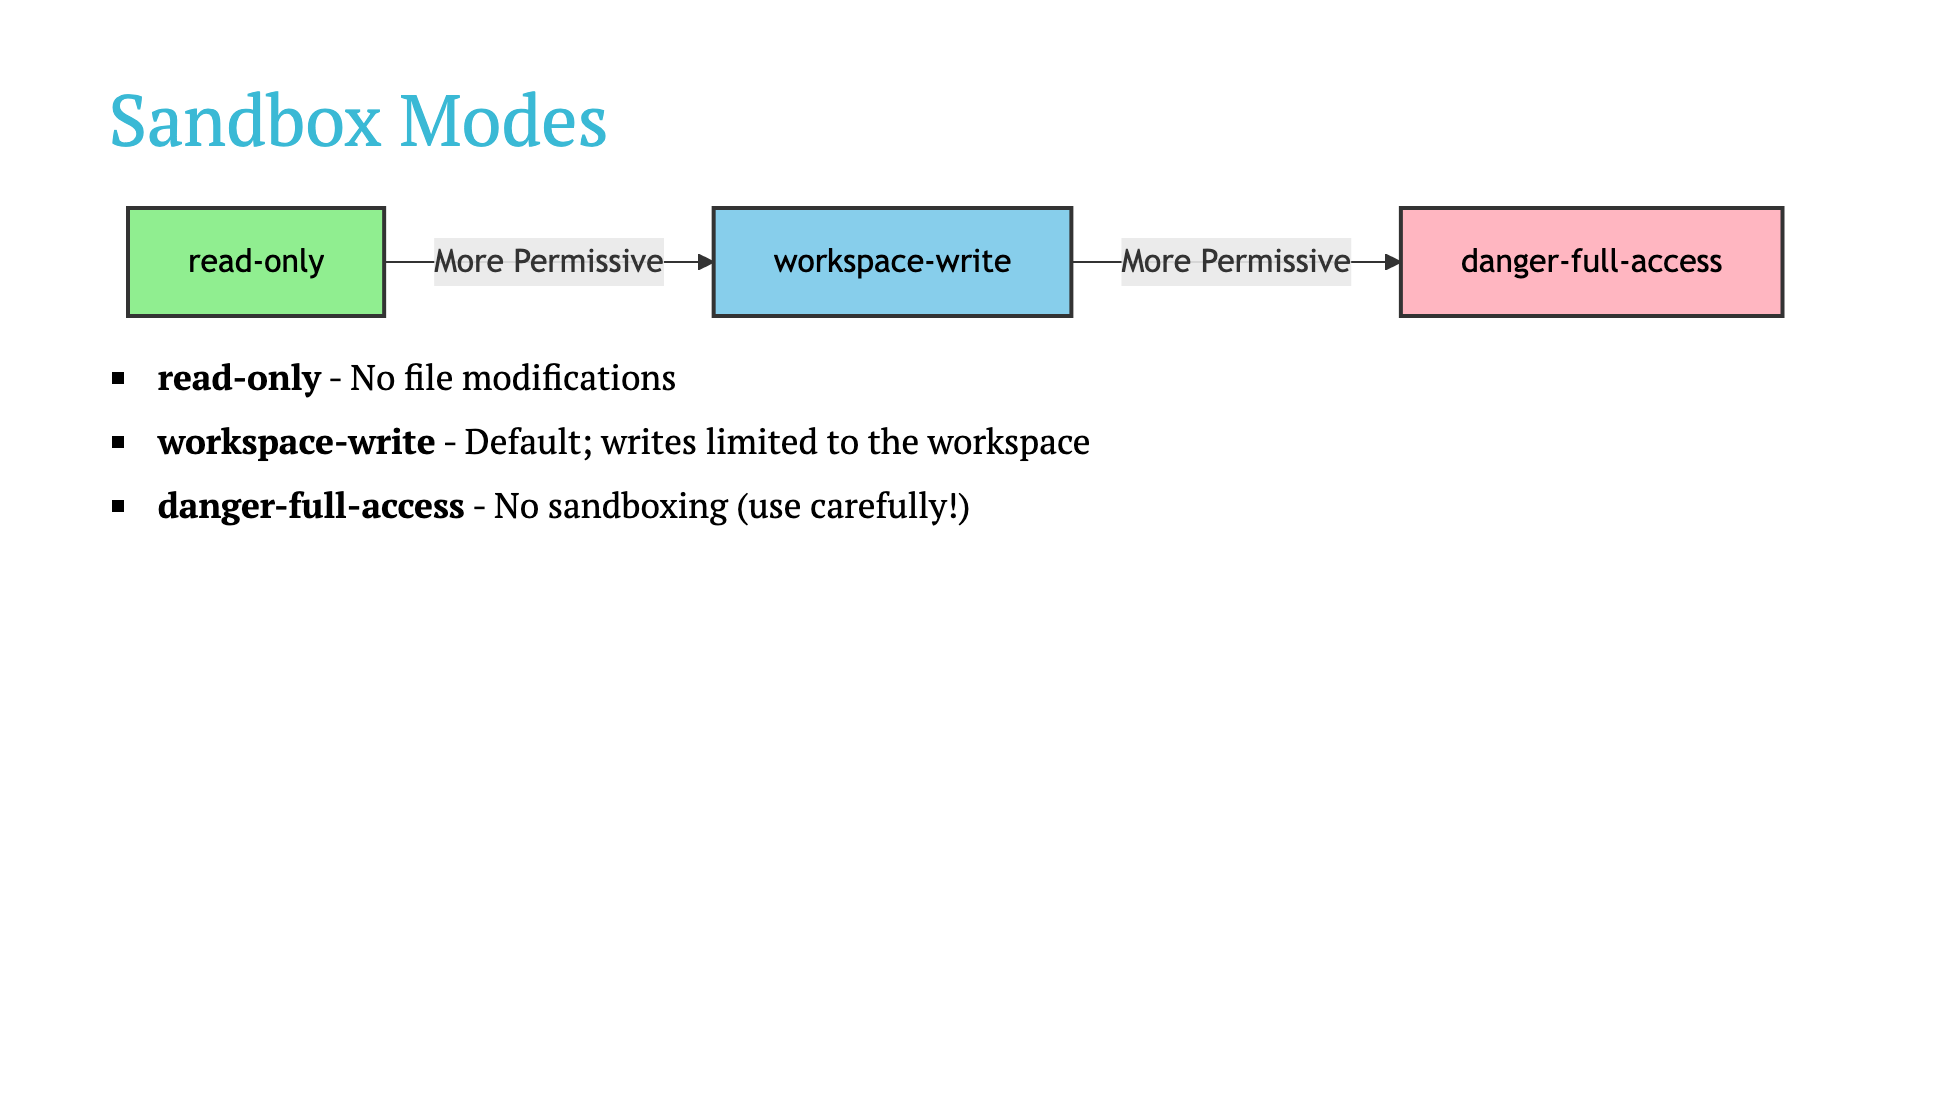 Sandbox Modes
read-only More Permissive workspace-write More Permissive danger-full-access
▪ read-only - No file modifications
▪ workspace-write - Default; writes limited to the workspace
▪ danger-full-access - No sandboxing (use carefully!)